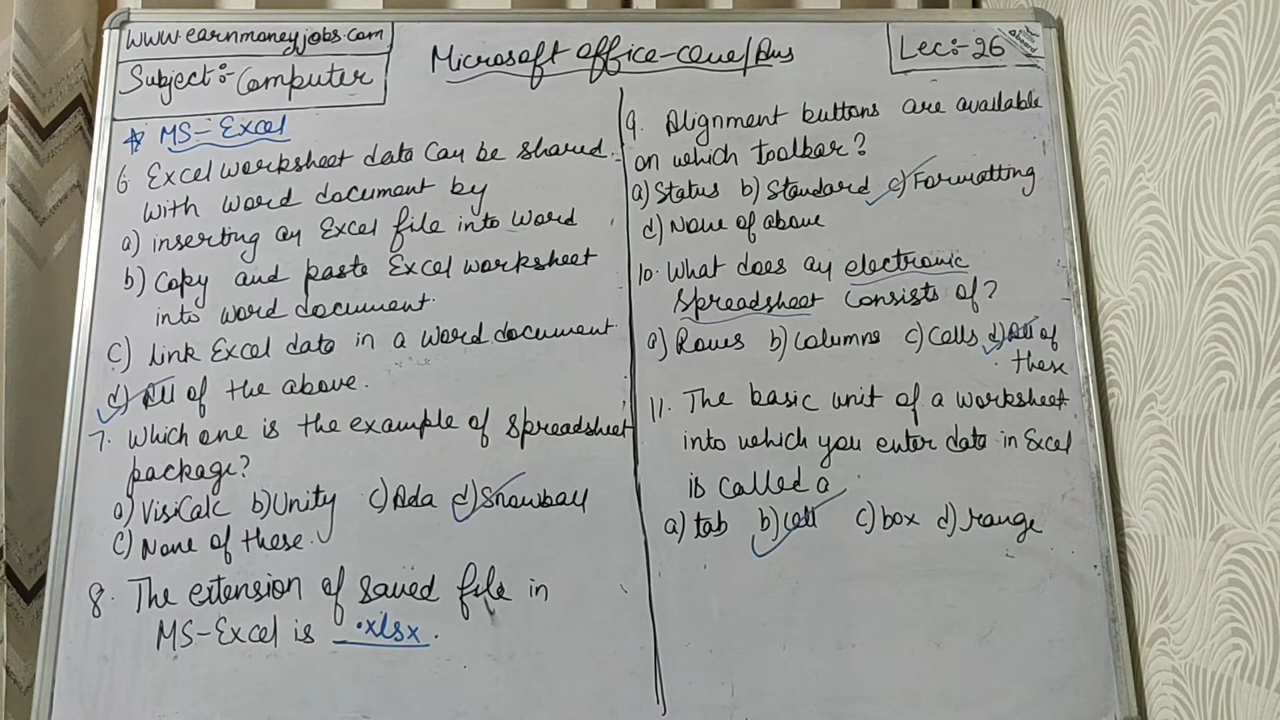 www.earnmoneyjobs.com
Subject:- Computer
Microsoft office-
Lec:-26
☆ MS-Excel
6. Excel worksheet data can be shared
with word document by
a) inserting an Excel file into word
b) Copy and paste Excel worksheet
into word document.
c) link Excel data in a word document
d) All of the above.
7. Which one is the example of spreadsheet
package?
a) VisiCalc b) Unity c) Ada d) Snowball
C) None of these.
8. The extension of saved file in
MS-Excel is .xlsx.
9. Alignment buttons are available
on which toolbar?
a) Status b) Standard c) Formatting
d) None of above
10. What does an electronic
spreadsheet consists of?
a) Rows b) columns c) Cells d) All of
these
11. The basic unit of a worksheet
into which you enter data in Excel
is called a
a) tab b) cell c) box d) range